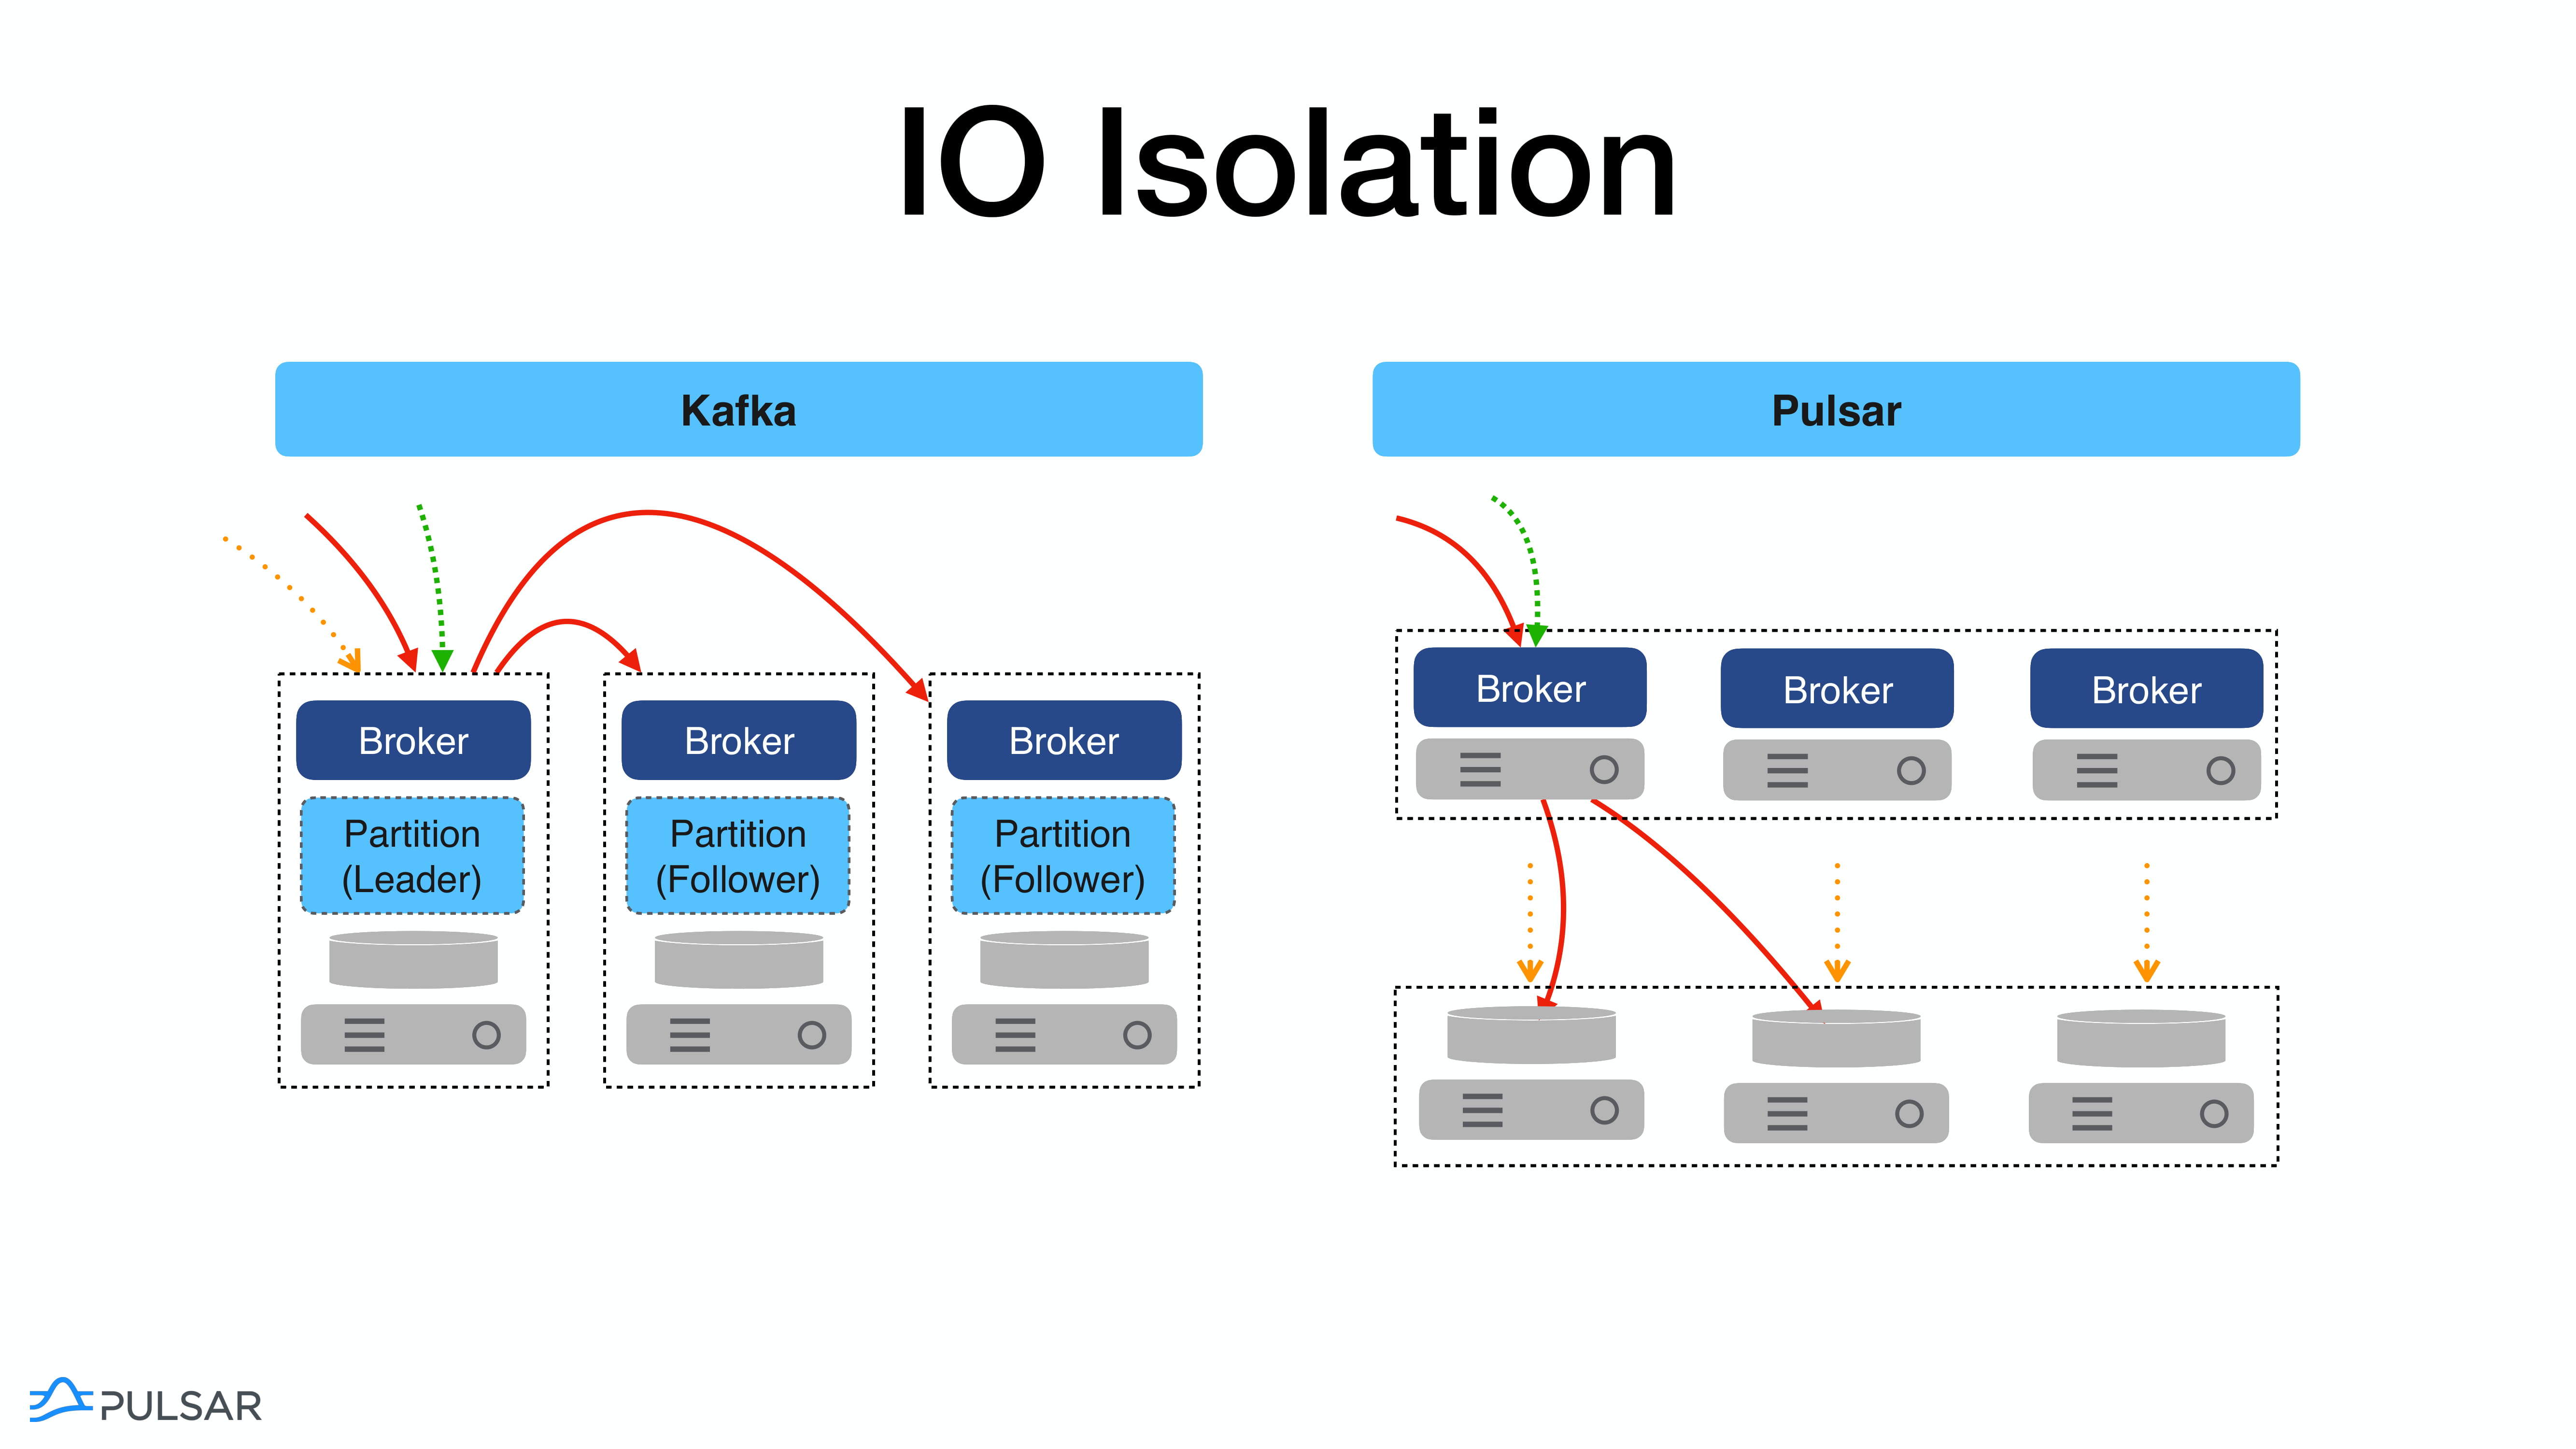 IO Isolation
Kafka
Pulsar
Broker
Broker
Broker
Partition
(Leader)
Partition
(Follower)
Partition
(Follower)
Broker
Broker
Broker
PULSAR